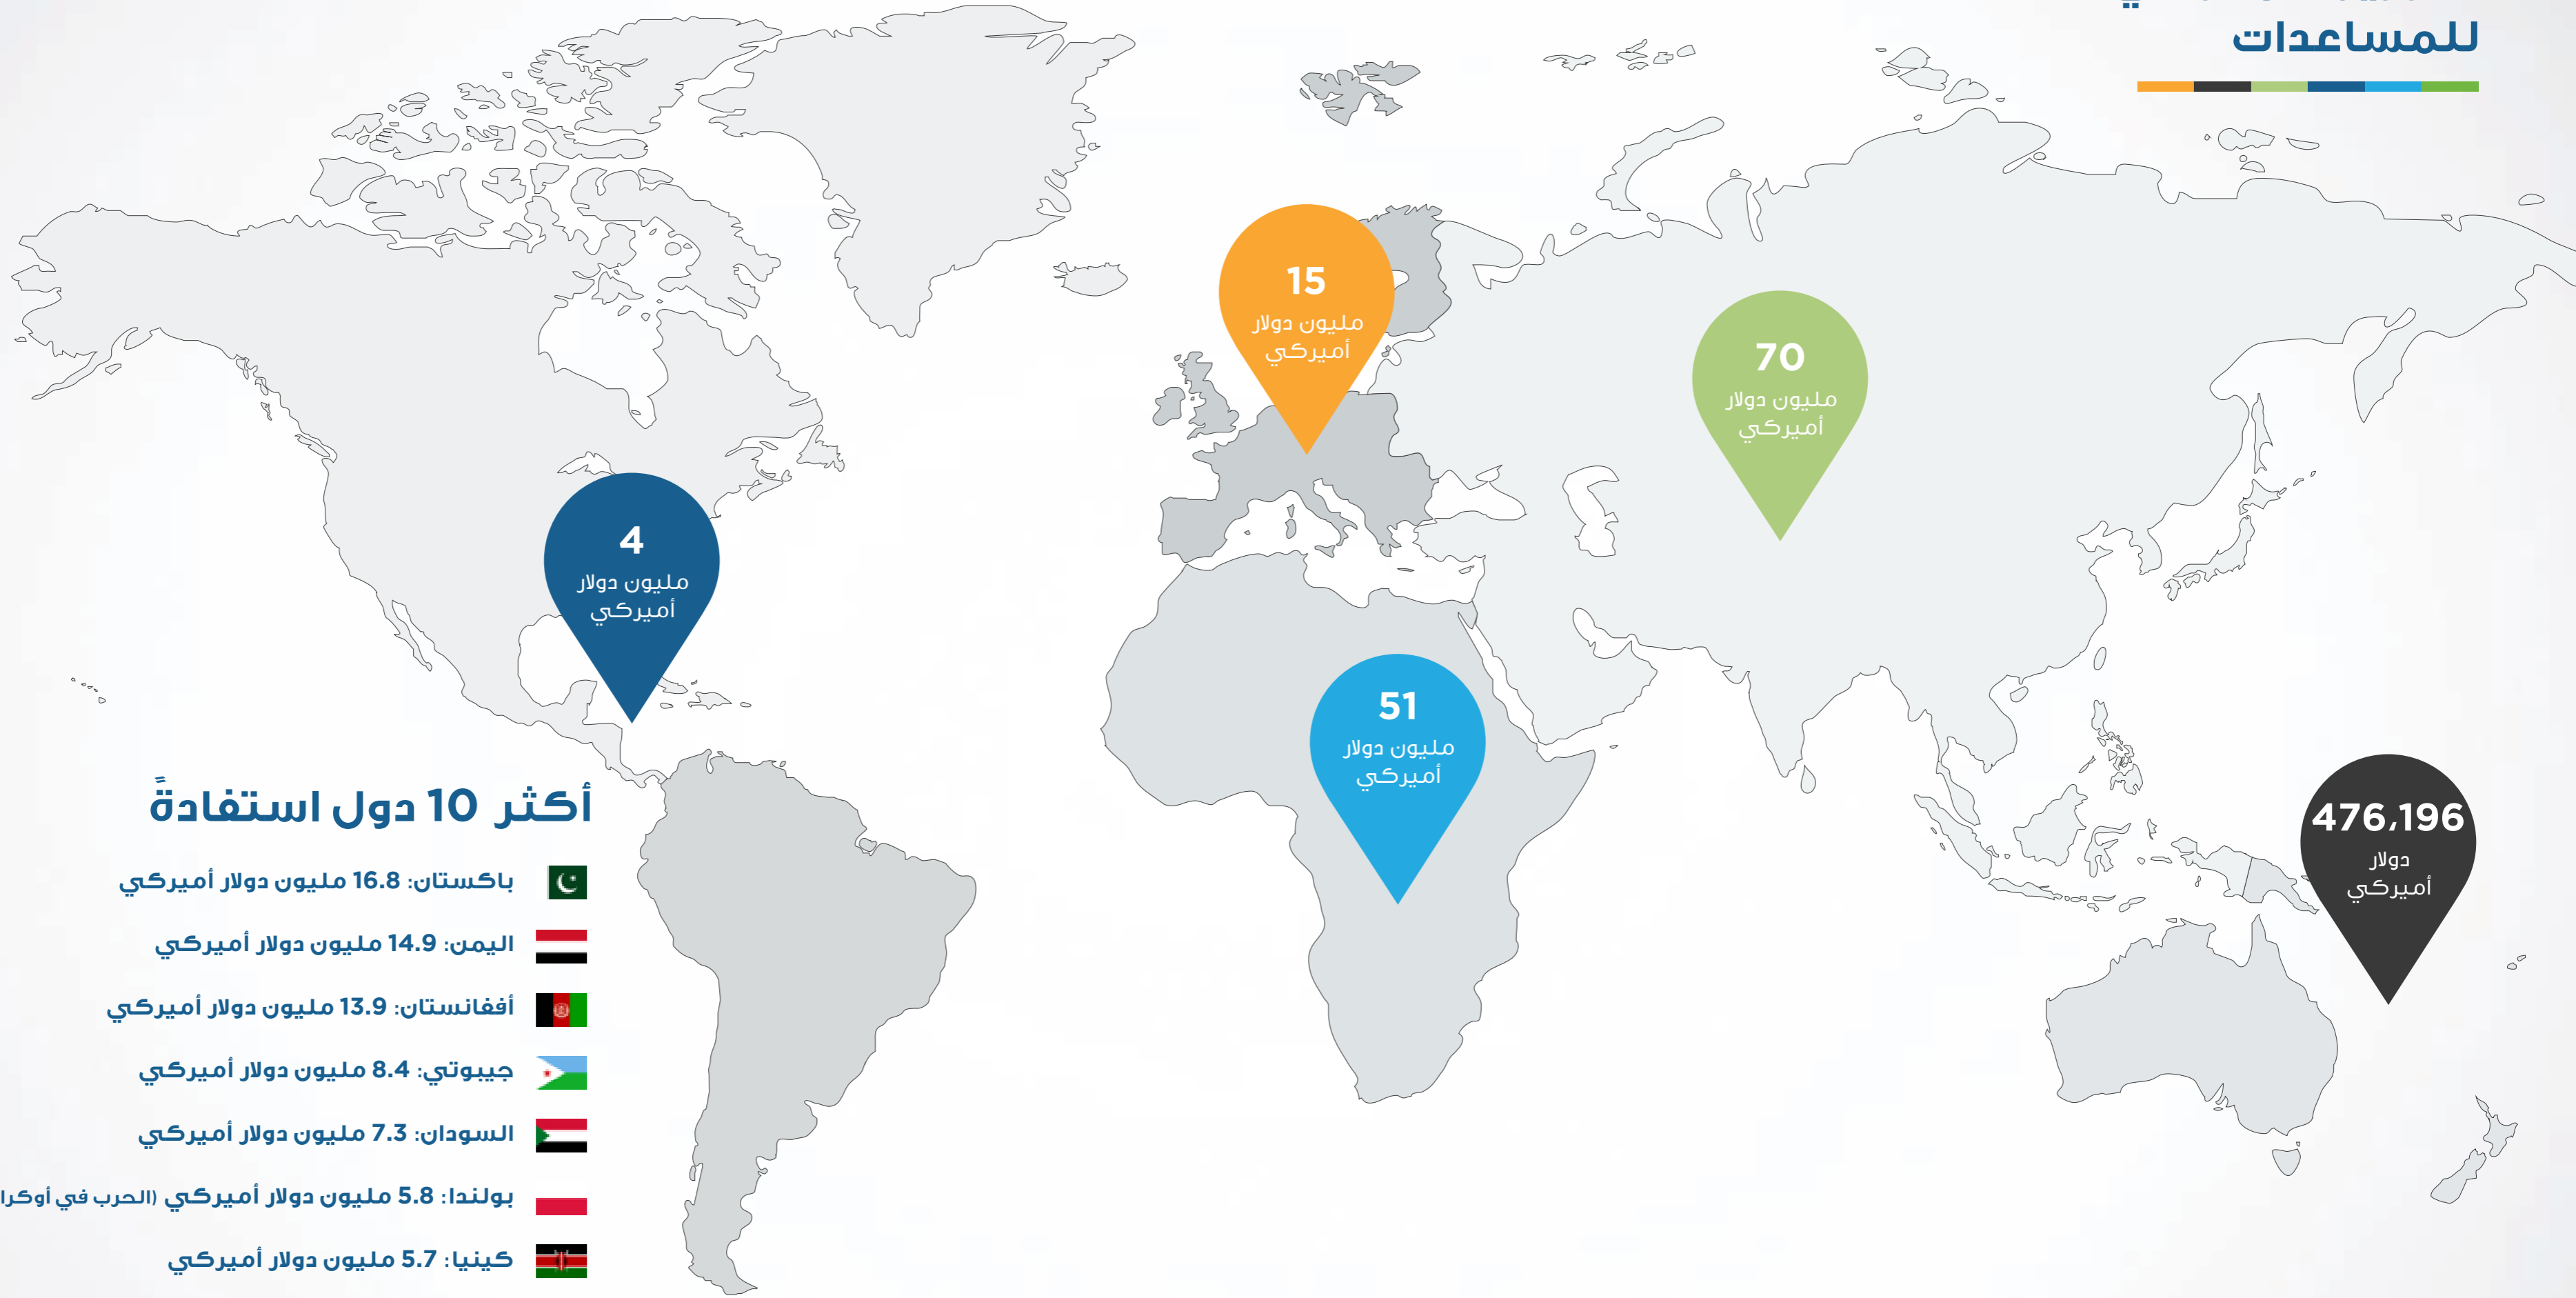 للمساعدات
15
مليون دولار
أميركي
70
مليون دولار
أميركي
4
مليون دولار
أميركي
51
مليون دولار
أميركي
476,196
دولار
أميركي
أكثر 10 دول استفادةً
باكستان: 16.8 مليون دولار أميركي
اليمن: 14.9 مليون دولار أميركي
أفغانستان: 13.9 مليون دولار أميركي
جيبوتي: 8.4 مليون دولار أميركي
السودان: 7.3 مليون دولار أميركي
بولندا: 5.8 مليون دولار أميركي (الحرب في
كينيا: 5.7 مليون دولار أميركي